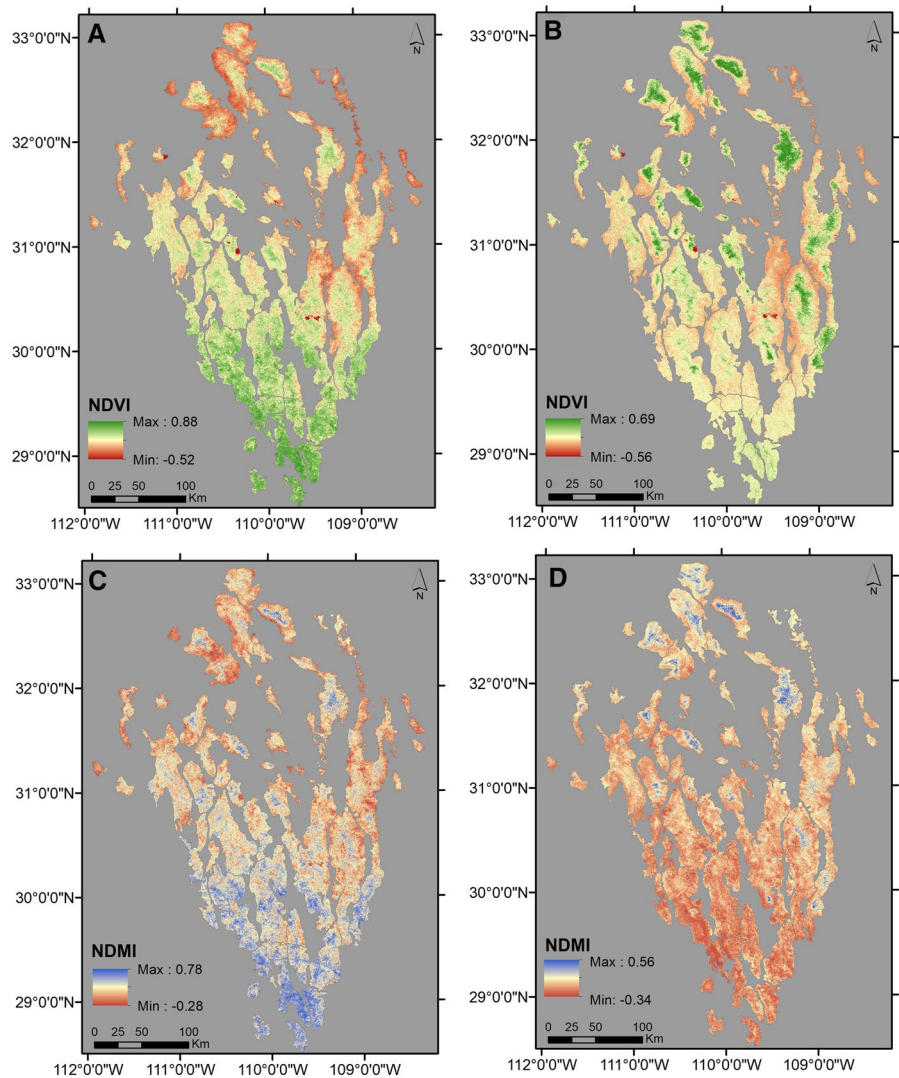 A
N
33°0'0"N
32°0'0"N
31°0'0"N
30°0'0"N
29°0'0"N
NDVI
Max : 0.88
Min: -0.52
0 25 50 100
Km
112°0'0"W 111°0'0"W 110°0'0"W 109°0'0"W
B
N
33°0'0"N
32°0'0"N
31°0'0"N
30°0'0"N
29°0'0"N
NDVI
Max : 0.69
Min: -0.56
0 25 50 100
Km
112°0'0"W 111°0'0"W 110°0'0"W 109°0'0"W
C
N
33°0'0"N
32°0'0"N
31°0'0"N
30°0'0"N
29°0'0"N
NDMI
Max : 0.78
Min : -0.28
0 25 50 100
Km
112°0'0"W 111°0'0"W 110°0'0"W 109°0'0"W
D
N
33°0'0"N
32°0'0"N
31°0'0"N
30°0'0"N
29°0'0"N
NDMI
Max : 0.56
Min: -0.34
0 25 50 100
Km
112°0'0"W 111°0'0"W 110°0'0"W 109°0'0"W